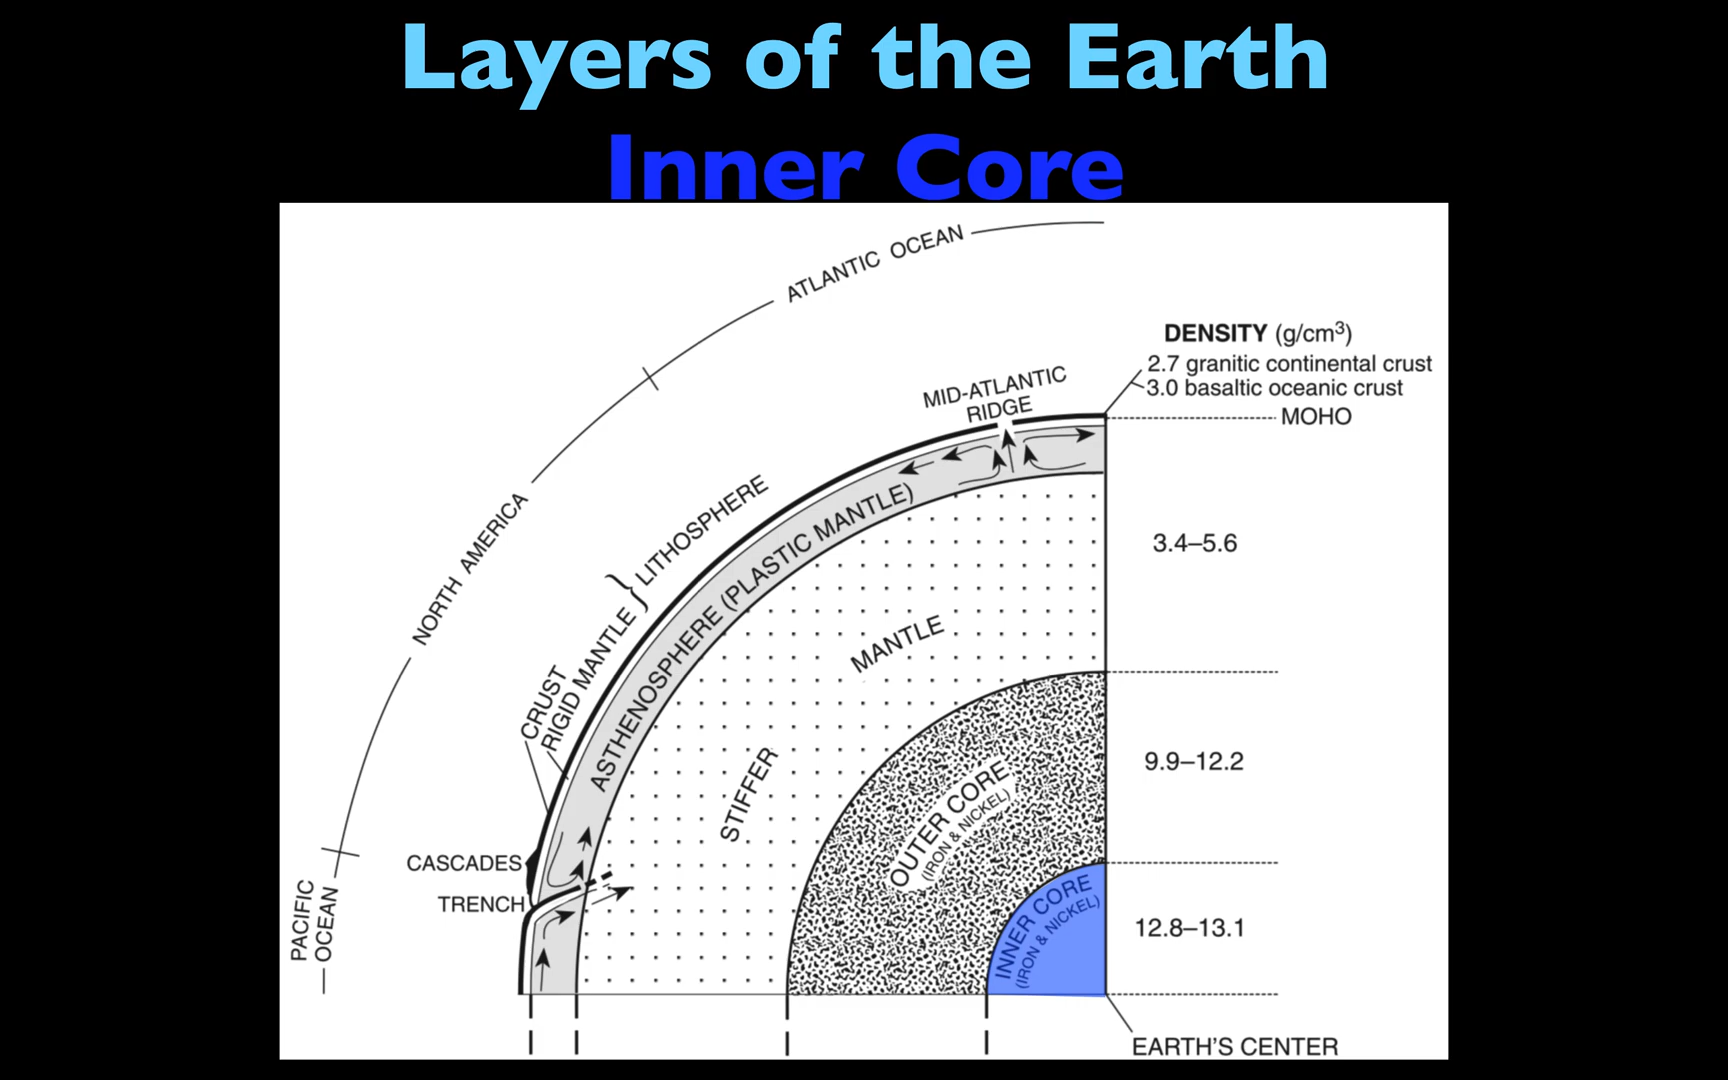 Layers of the Earth
Inner Core
ATLANTIC OCEAN
DENSITY (g/cm³)
2.7 granitic continental crust
3.0 basaltic oceanic crust
MOHO
MID-ATLANTIC
RIDGE
NORTH AMERICA
LITHOSPHERE
CRUST
RIGID MANTLE
ASTHENOSPHERE (PLASTIC MANTLE)
3.4–5.6
STIFFER
MANTLE
9.9–12.2
OUTER CORE
(IRON & NICKEL)
CASCADES
TRENCH
PACIFIC
OCEAN
INNER CORE
(IRON & NICKEL)
12.8–13.1
EARTH'S CENTER